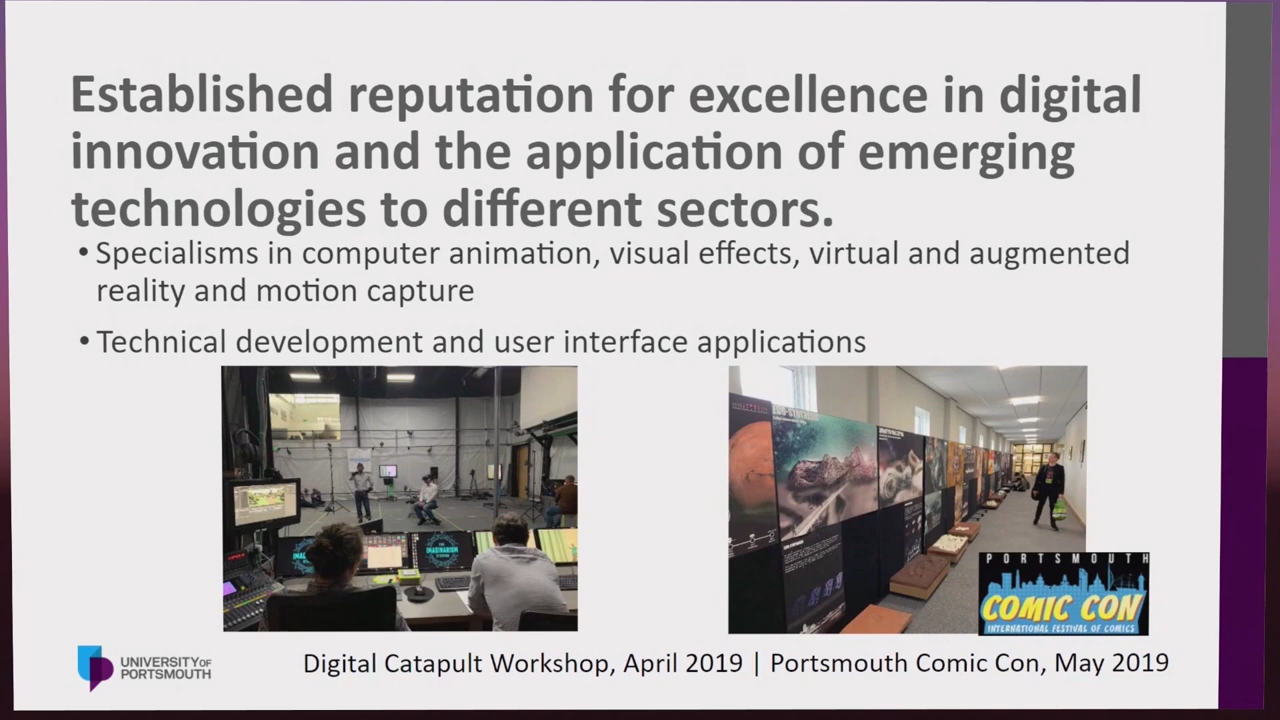 Established reputation for excellence in digital
innovation and the application of emerging
technologies to different sectors.
• Specialisms in computer animation, visual effects, virtual and augmented
reality and motion capture
• Technical development and user interface applications
THE
IMAGINARIUM
PORTSMOUTH
COMIC CON
INTERNATIONAL FESTIVAL OF COMICS
UNIVERSITY OF
PORTSMOUTH
Digital Catapult Workshop, April 2019 | Portsmouth Comic Con, May 2019